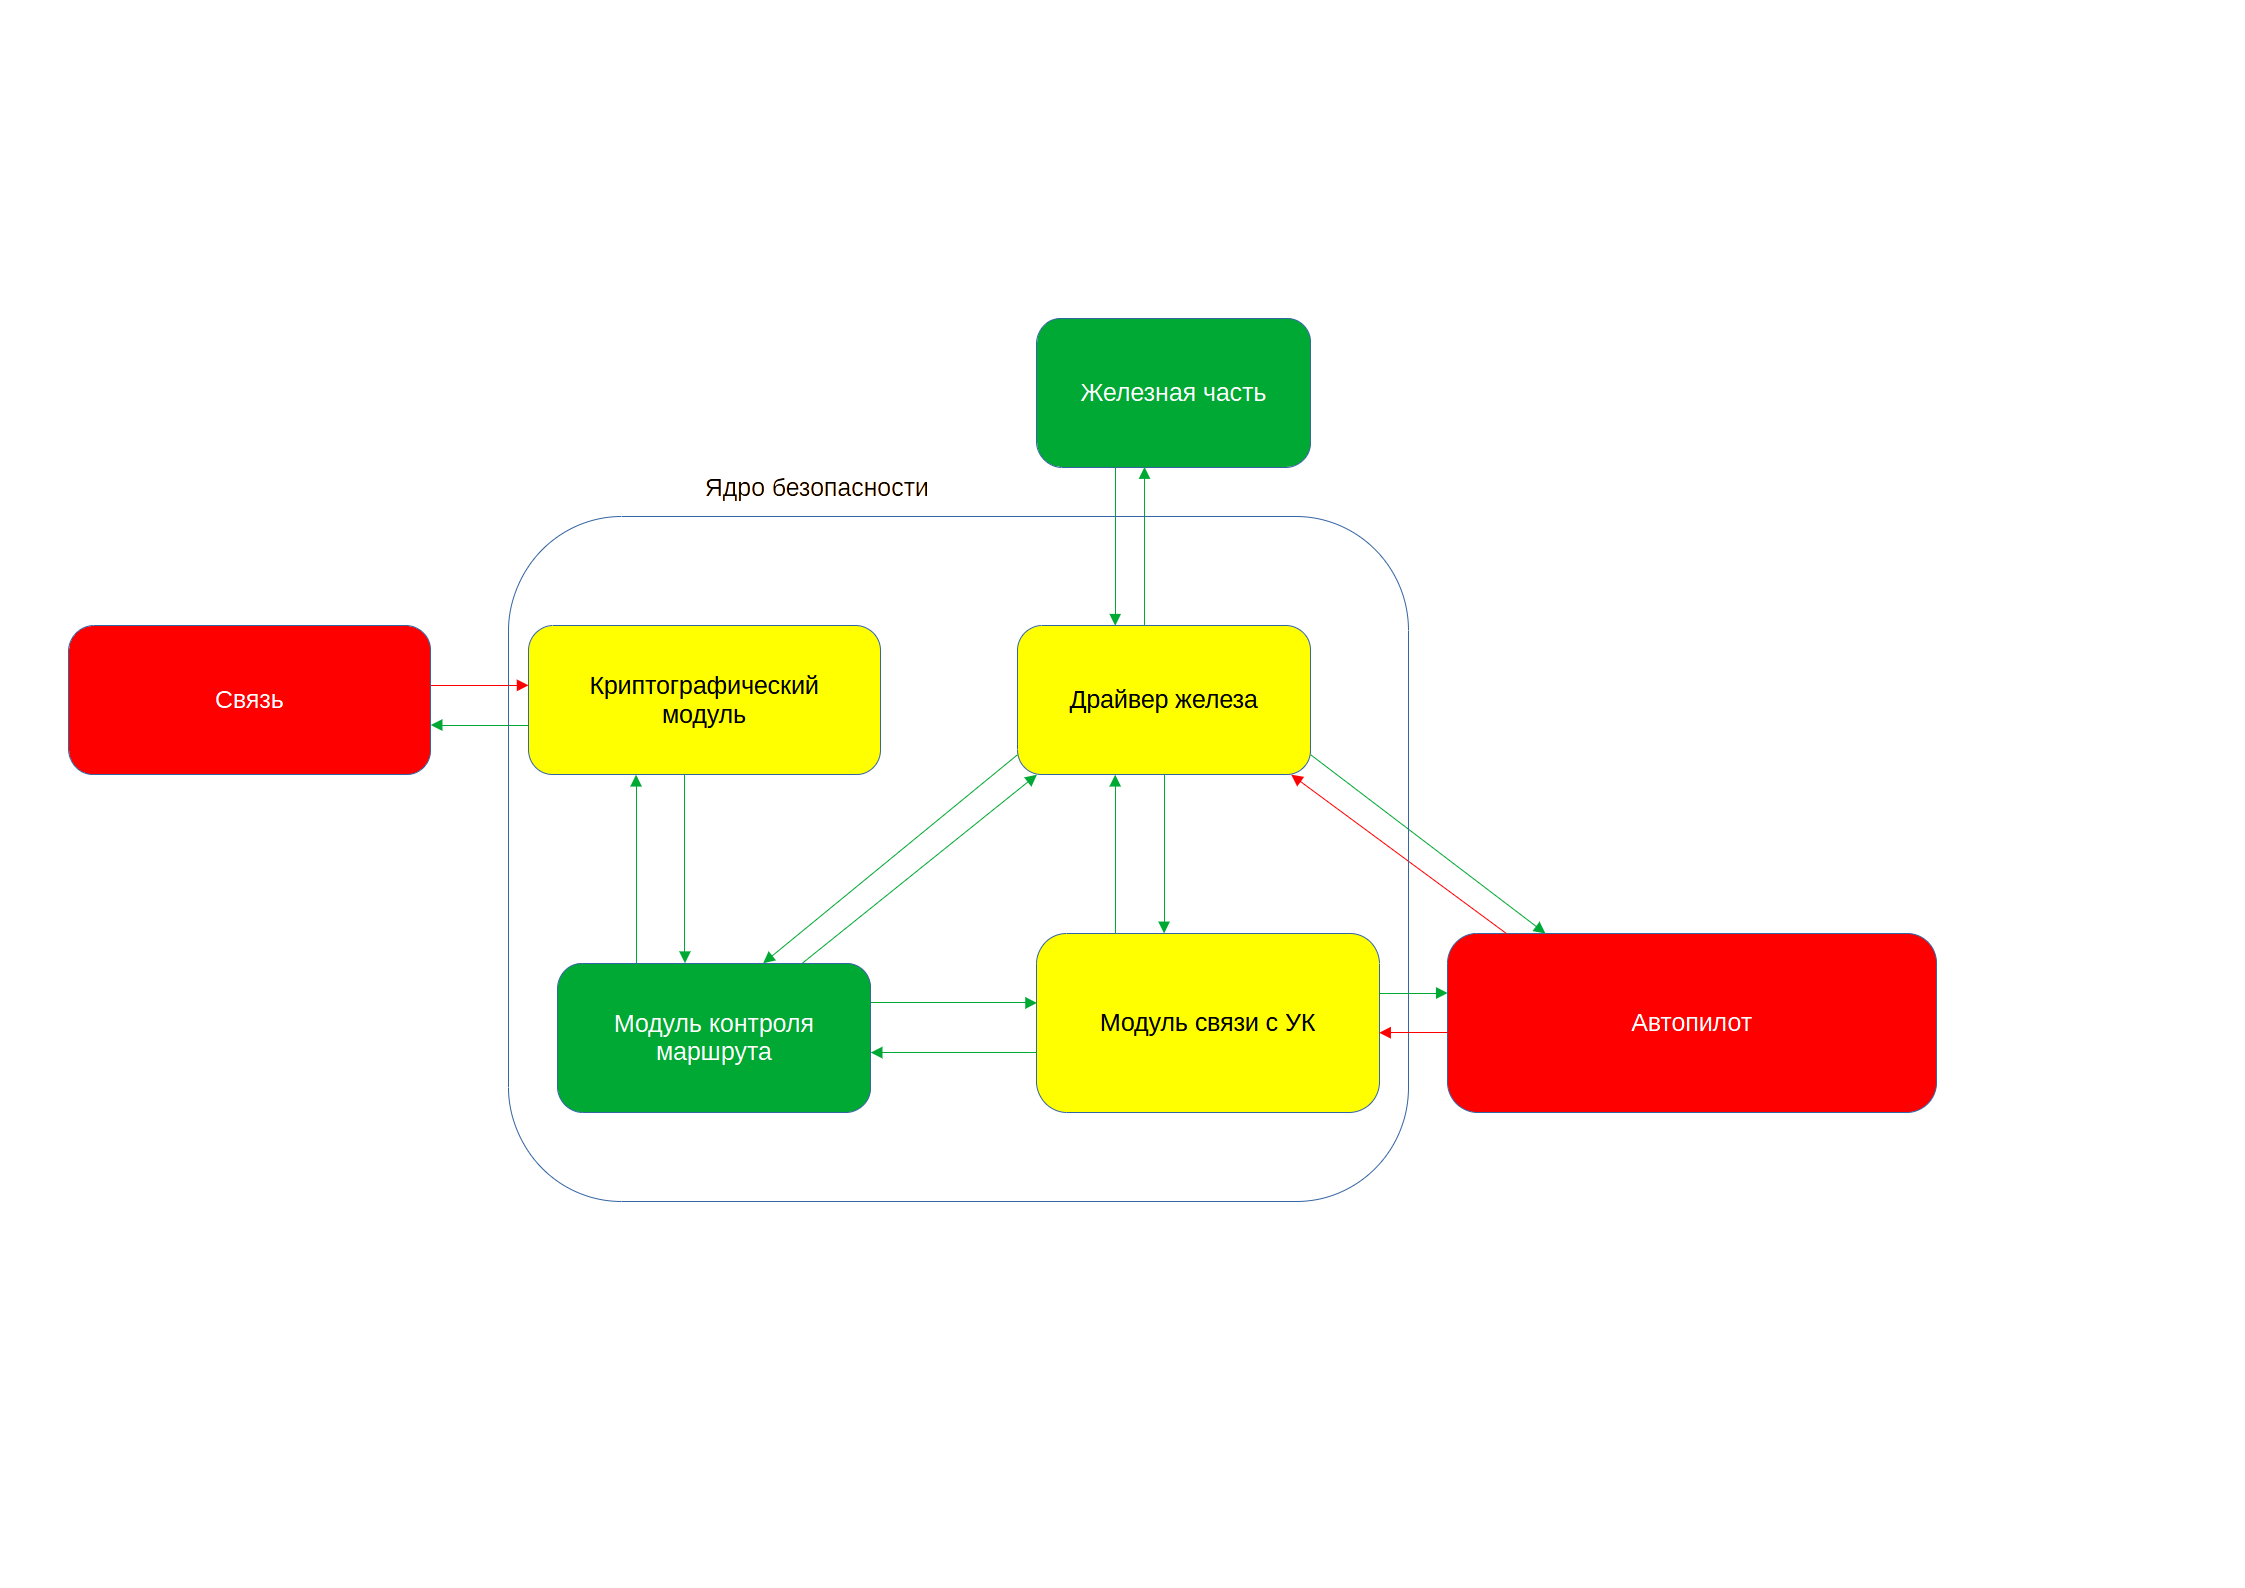 Железная часть
Ядро безопасности
Связь
Криптографический
модуль
Драйвер железа
Модуль контроля
маршрута
Модуль связи с УК
Автопилот